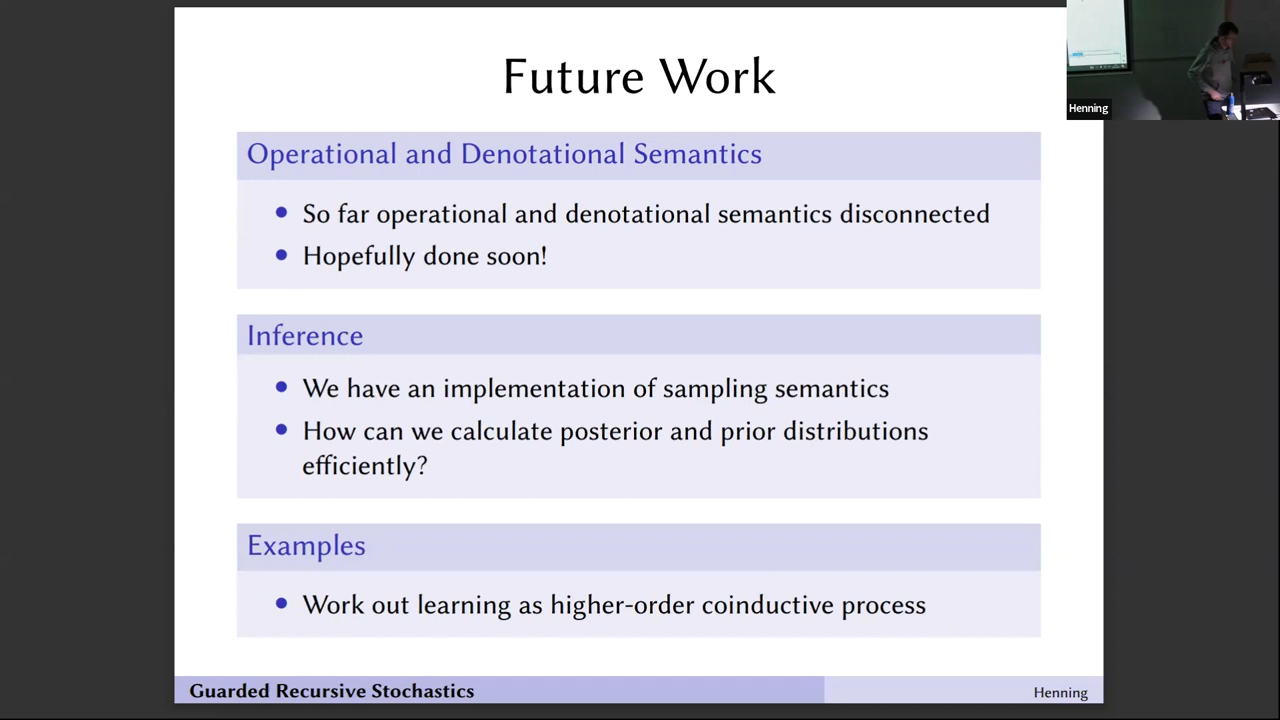 Future Work
Henning
Operational and Denotational Semantics
• So far operational and denotational semantics disconnected
• Hopefully done soon!
Inference
• We have an implementation of sampling semantics
• How can we calculate posterior and prior distributions
efficiently?
Examples
• Work out learning as higher-order coinductive process
Guarded Recursive Stochastics
Henning